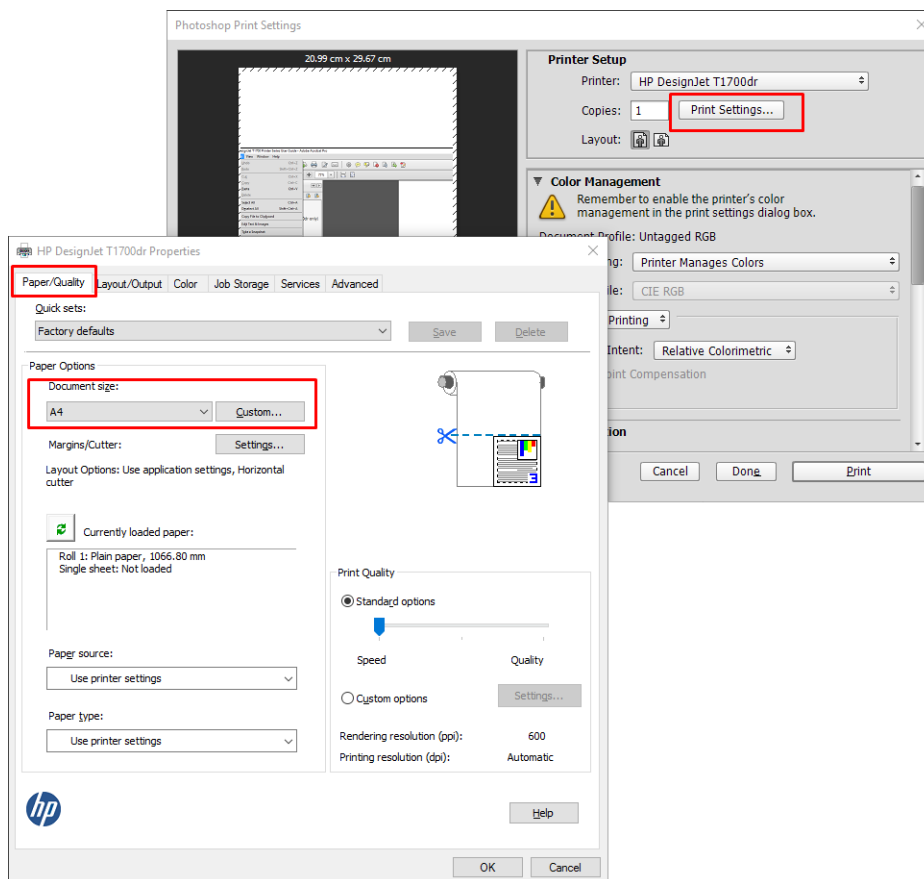 Photoshop Print Settings
20.99 cm x 29.67 cm
Printer Setup
Printer: HP DesignJet T1700dr
Copies: 1 Print Settings...
Layout:
Color Management
Remember to enable the printer's color
management in the print settings dialog box.
Document Profile: Untagged RGB
Printer Manages Colors
CIE RGB
Printing
Intent: Relative Colorimetric
Compensation
Cancel Done Print
HP DesignJet T1700dr Properties
Paper/Quality Layout/Output Color Job Storage Services Advanced
Quick sets:
Factory defaults Save Delete
Paper Options
Document size:
A4 Custom...
Margins/Cutter: Settings...
Layout Options: Use application settings, Horizontal
cutter
Currently loaded paper:
Roll 1: Plain paper, 1066.80 mm
Single sheet: Not loaded
Print Quality
Standard options
Speed Quality
Custom options Settings...
Rendering resolution (ppi): 600
Printing resolution (dpi): Automatic
Paper source:
Use printer settings
Paper type:
Use printer settings
hp
Help
OK Cancel